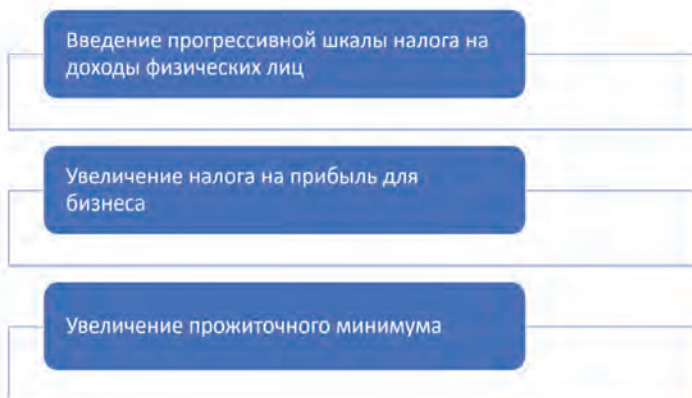 Введение прогрессивной шкалы налога на
доходы физических лиц
Увеличение налога на прибыль для
бизнеса
Увеличение прожиточного минимума